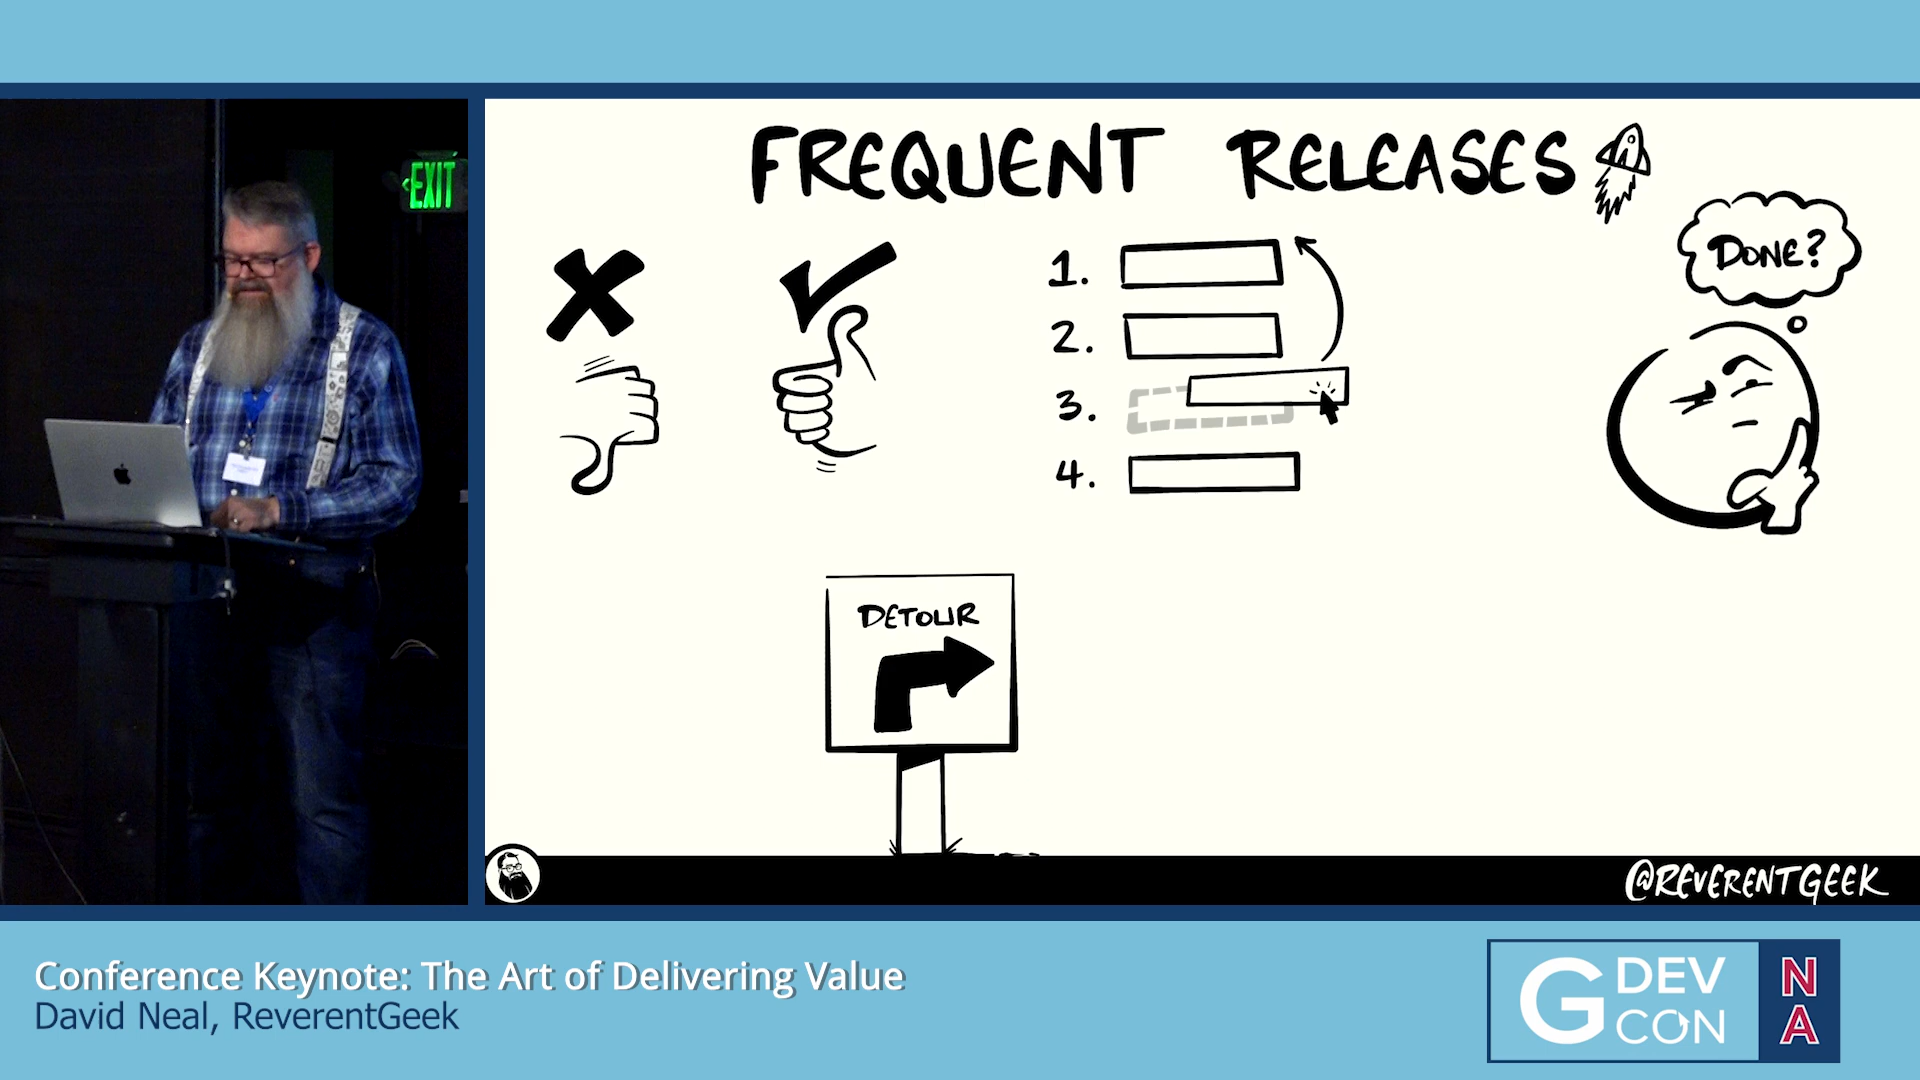 EXIT
FREQUENT RELEASES
DONE?
1.
2.
3.
4.
DETOUR
@REVERENTGEEK
Conference Keynote: The Art of Delivering Value
David Neal, ReverentGeek
G DEV CON
NA